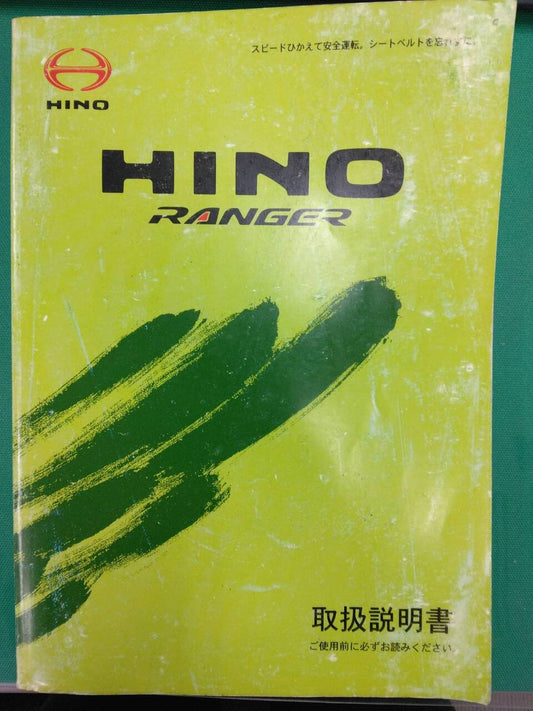 スピードひかえて安全運転。シートベルトを忘れずに。
HINO
HINO
RANGER
取扱説明書
ご使用前に必ずお読みください